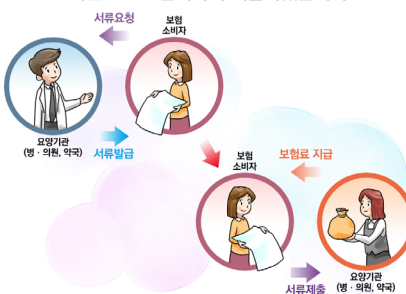 서류요청
보험
소비자
요양기관
(병·의원, 약국)
서류발급
보험
소비자
보험료 지급
요양기관
(병·의원, 약국)
서류제출